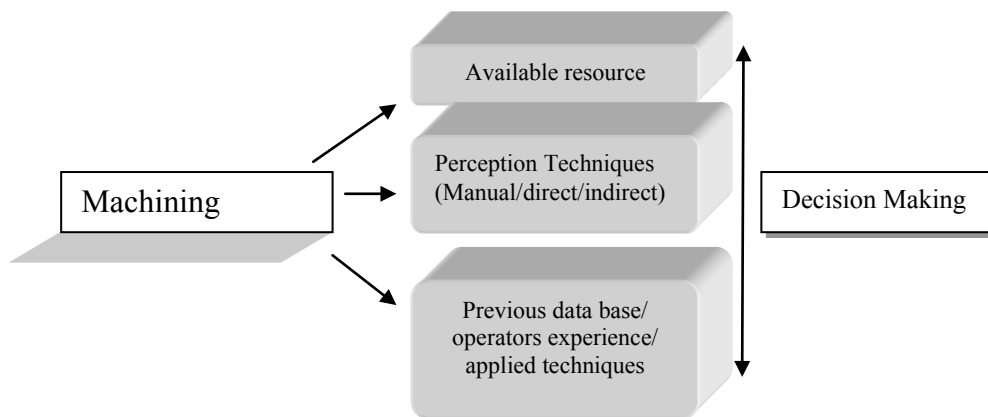 Available resource
Perception Techniques
(Manual/direct/indirect)
Machining
Decision Making
Previous data base/
operators experience/
applied techniques